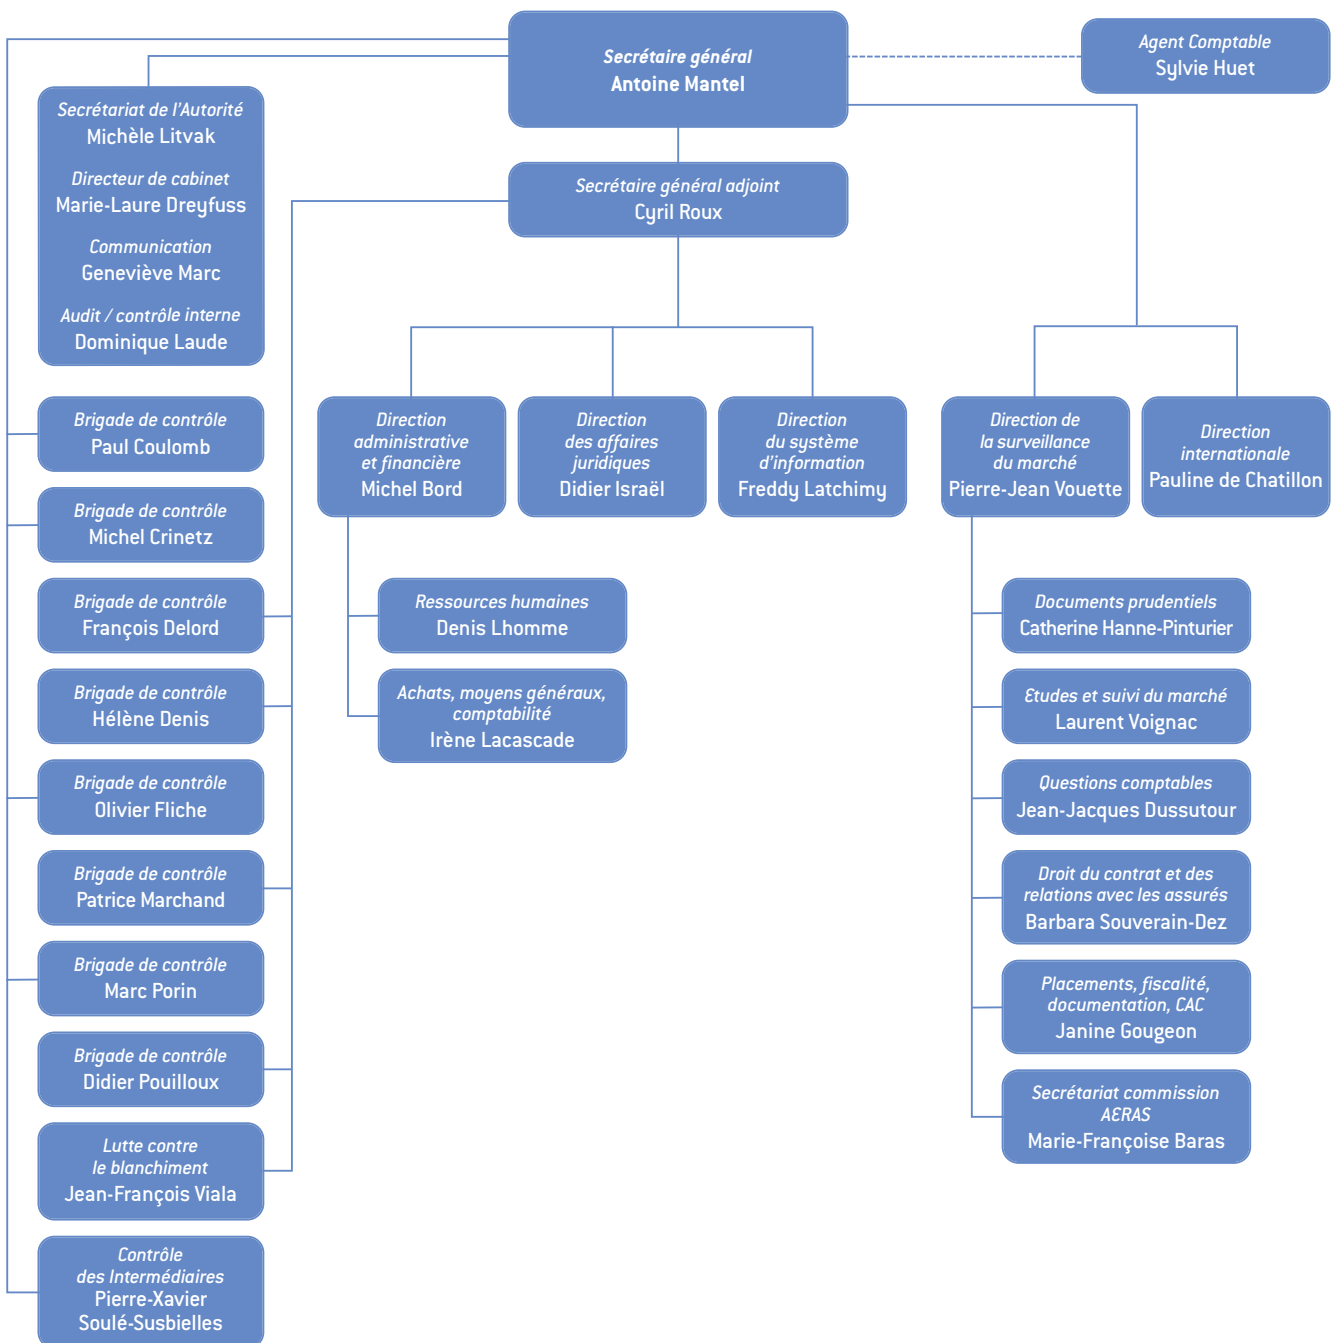 Secrétaire général
Antoine Mantel
Agent Comptable
Sylvie Huet
Secrétariat de l'Autorité
Michèle Litvak
Directeur de cabinet
Marie-Laure Dreyfuss
Communication
Geneviève Marc
Audit / contrôle interne
Dominique Laude
Secrétaire général adjoint
Cyril Roux
Brigade de contrôle
Paul Coulomb
Brigade de contrôle
Michel Crinetz
Brigade de contrôle
François Delord
Brigade de contrôle
Hélène Denis
Brigade de contrôle
Olivier Fliche
Brigade de contrôle
Patrice Marchand
Brigade de contrôle
Marc Porin
Brigade de contrôle
Didier Pouilloux
Lutte contre
le blanchiment
Jean-François Viala
Contrôle
des Intermédiaires
Pierre-Xavier
Soulé-Susbielles
Direction
administrative
et financière
Michel Bord
Direction
des affaires
juridiques
Didier Israël
Direction
du système
d'information
Freddy Latchimy
Direction de
la surveillance
du marché
Pierre-Jean Vouette
Direction
internationale
Pauline de Chatillon
Ressources humaines
Denis Lhomme
Achats, moyens généraux,
comptabilité
Irène Lacascade
Documents prudentiels
Catherine Hanne-Pinturier
Etudes et suivi du marché
Laurent Voignac
Questions comptables
Jean-Jacques Dussutour
Droit du contrat et des
relations avec les assurés
Barbara Souverain-Dez
Placements, fiscalité,
documentation, CAC
Janine Gougeon
Secrétariat commission
AERAS
Marie-Françoise Baras